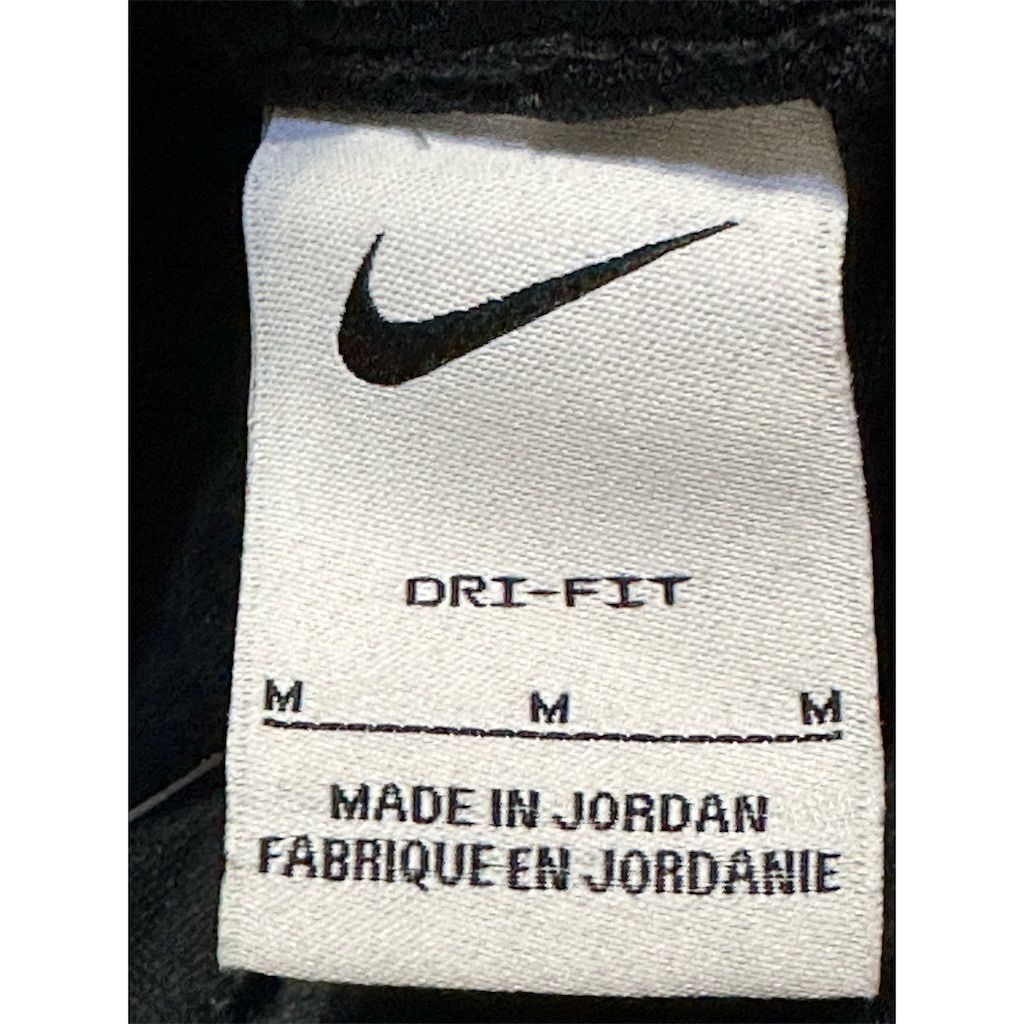 DRI-FIT
M M M
MADE IN JORDAN
FABRIQUE EN JORDANIE